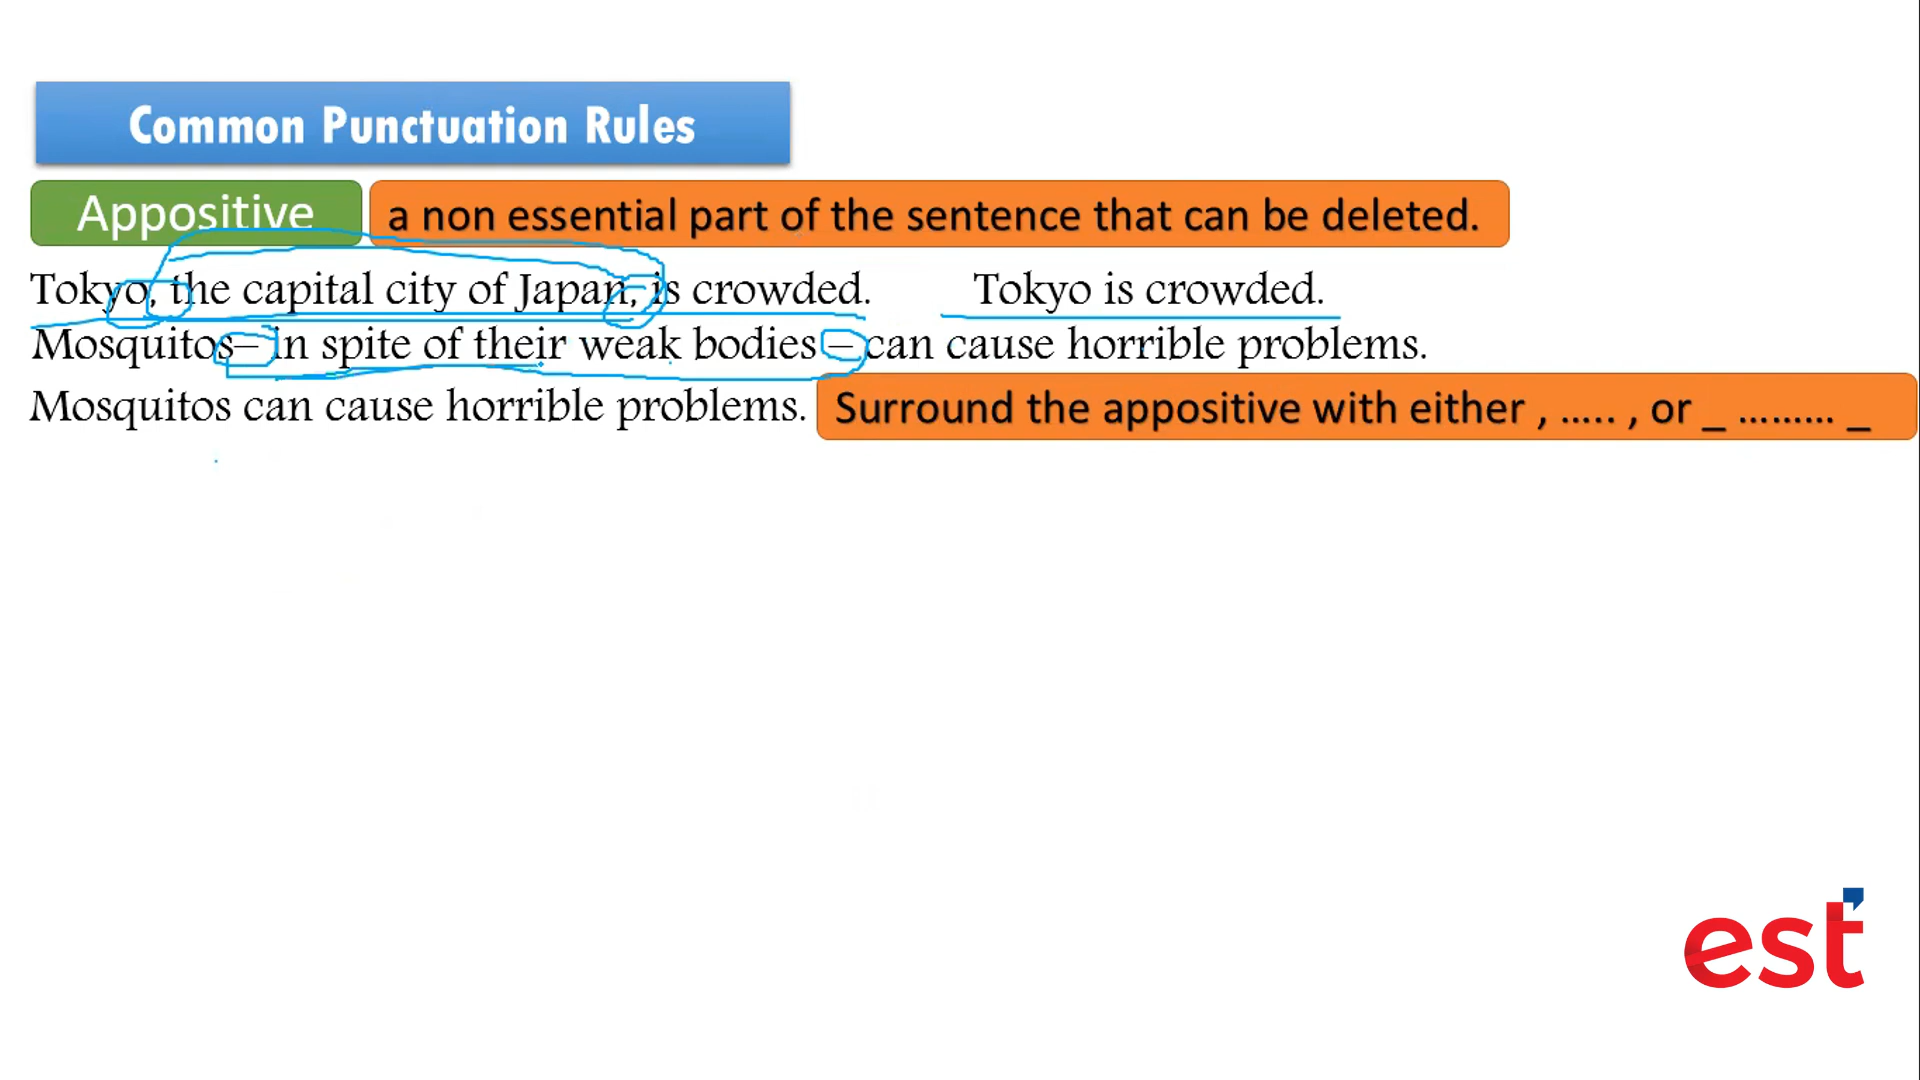 Common Punctuation Rules
Appositive a non essential part of the sentence that can be deleted.
Tokyo, the capital city of Japan, is crowded. Tokyo is crowded.
Mosquitos– in spite of their weak bodies – can cause horrible problems.
Mosquitos can cause horrible problems. Surround the appositive with either , ..... , or _ ......... _
est